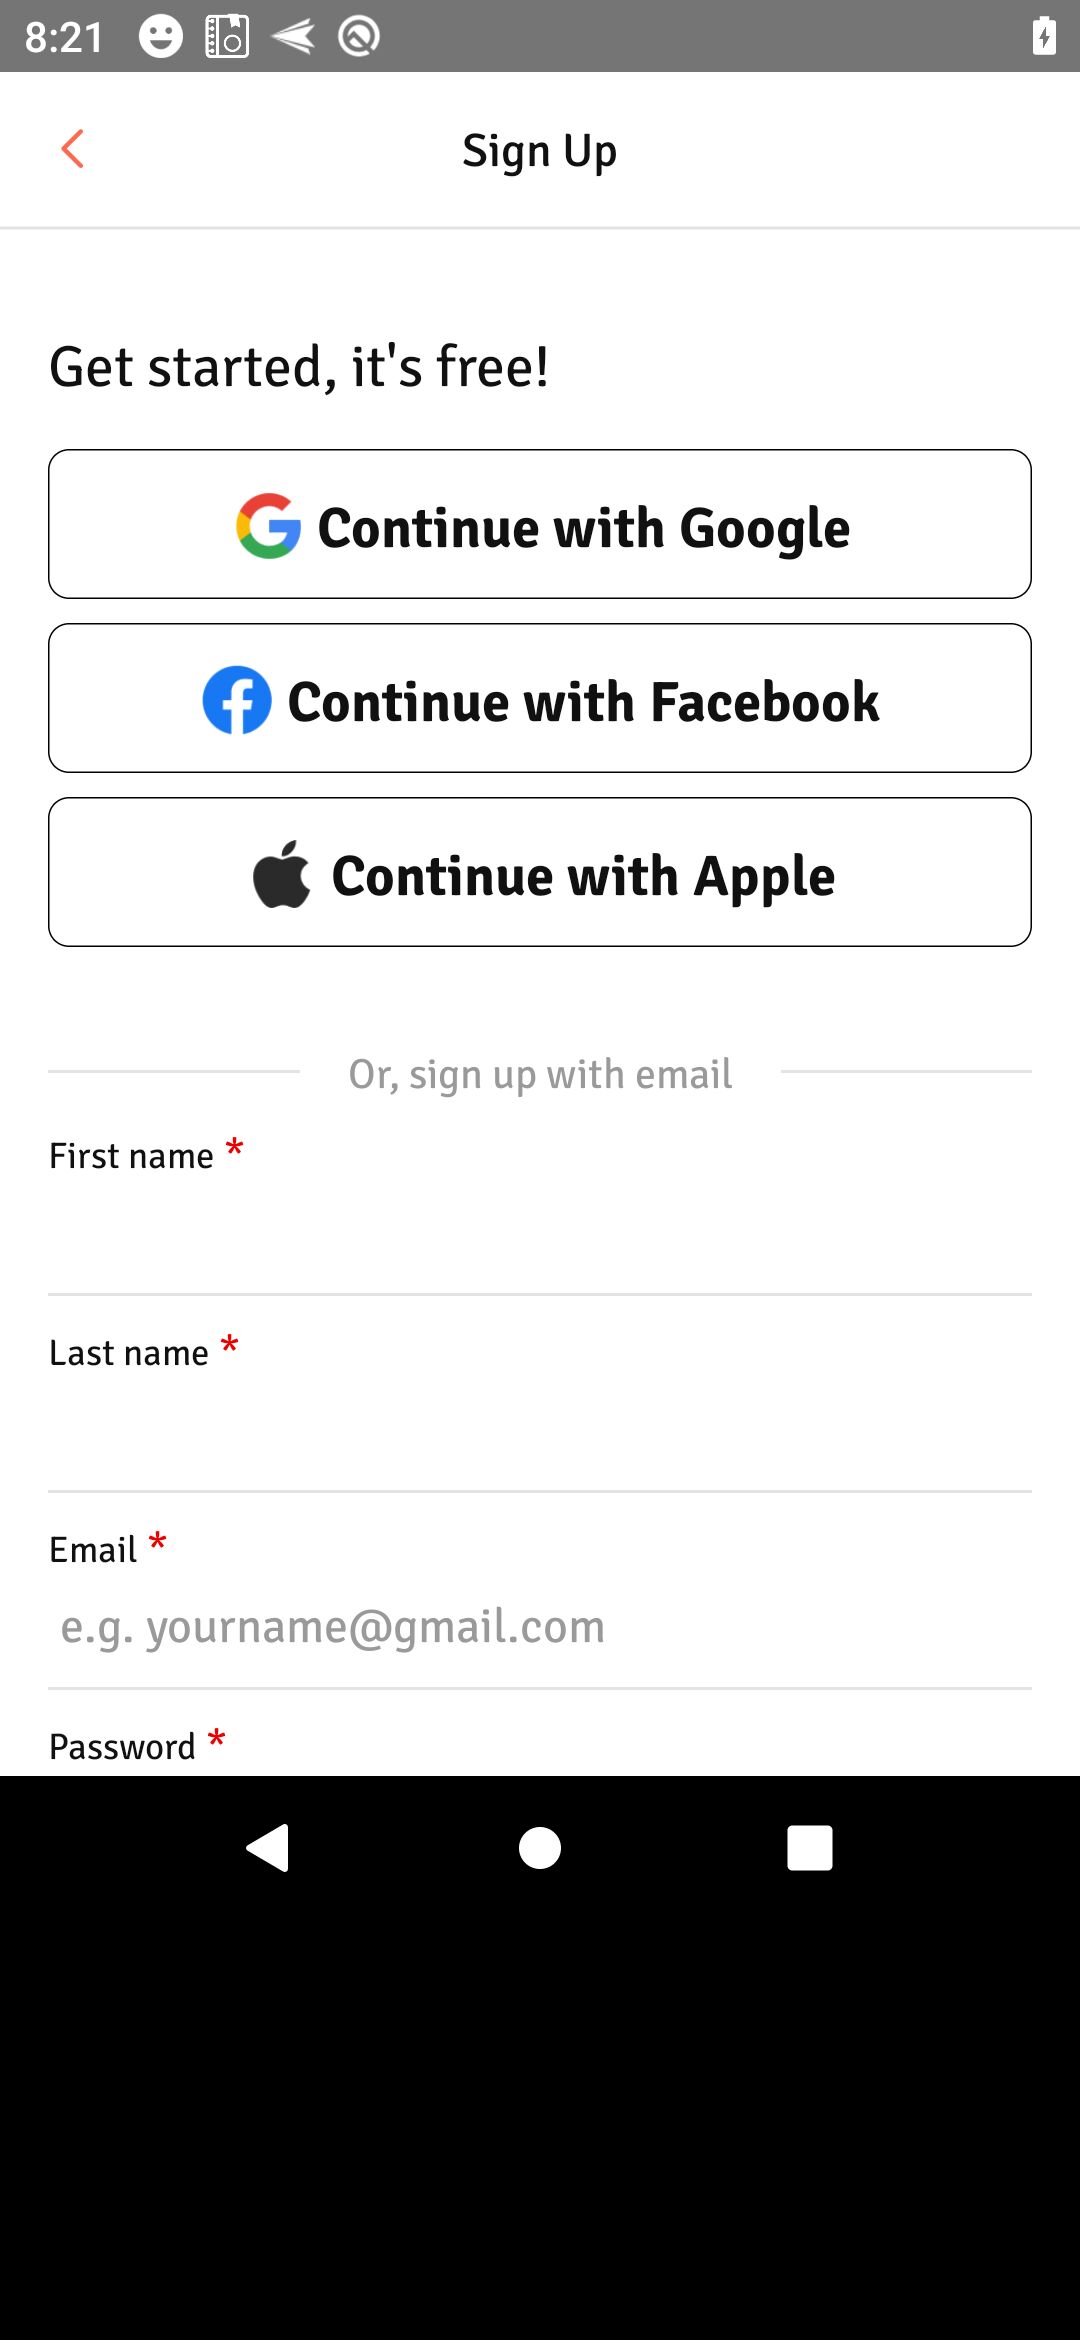 8:21
Sign Up
Get started, it's free!
Continue with Google
Continue with Facebook
Continue with Apple
Or, sign up with email
First name *
Last name *
Email *
e.g. yourname@gmail.com
Password *